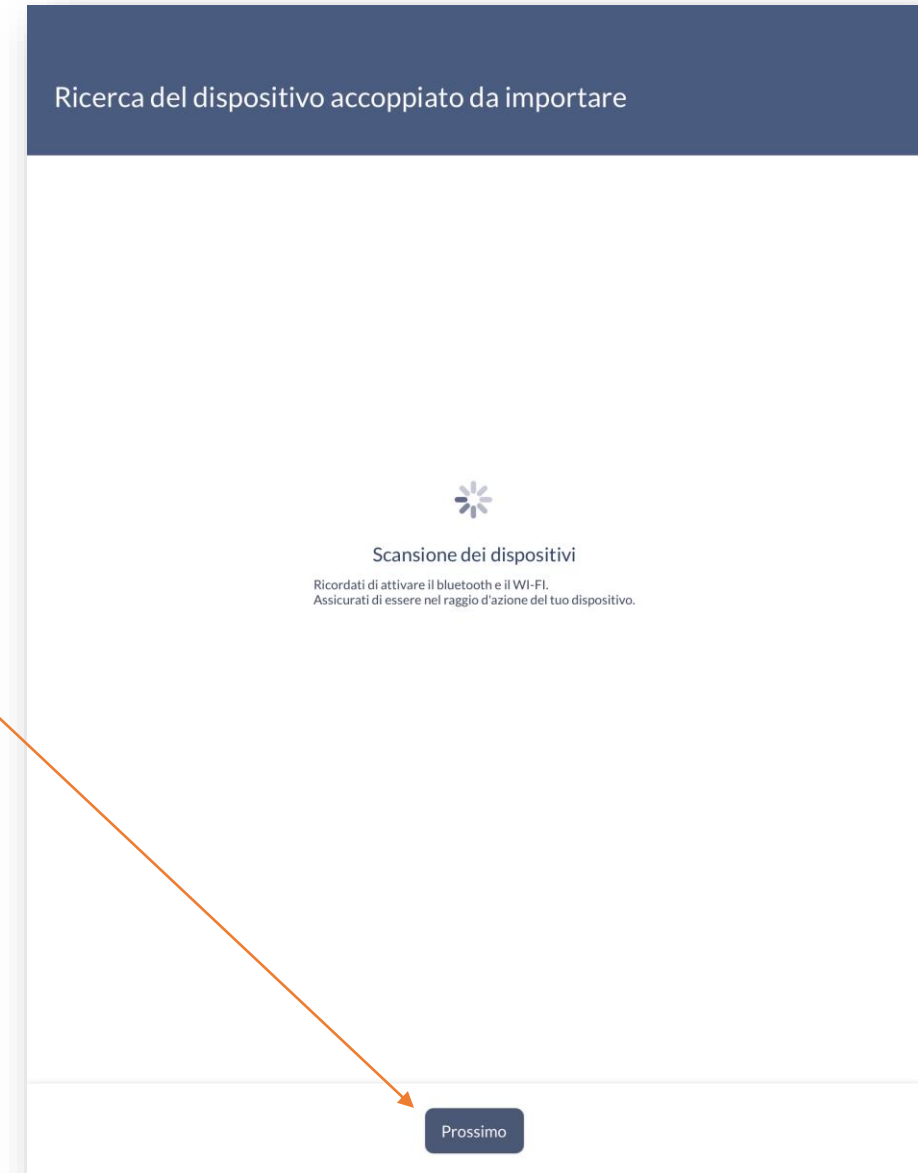 Ricerca del dispositivo accoppiato da importare
Scansione dei dispositivi
Ricordati di attivare il bluetooth e il WI-FI.
Assicurati di essere nel raggio d'azione del tuo dispositivo.
Prossimo